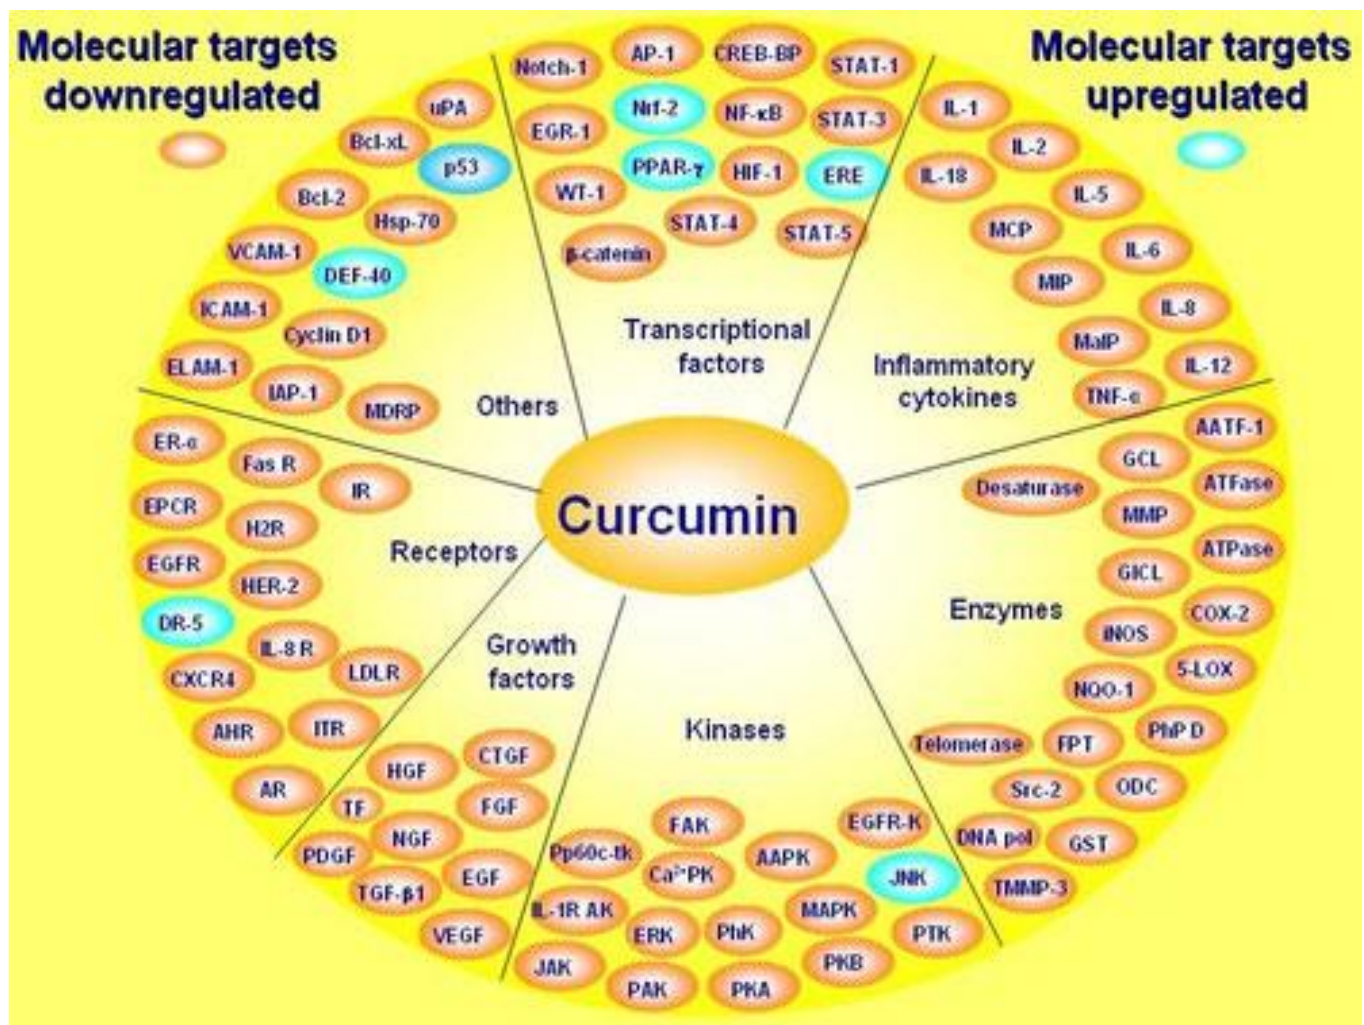 Molecular targets
downregulated
Molecular targets
upregulated
Notch-1
AP-1
CREB-BP
STAT-1
EGR-1
Nrf-2
NF-κB
STAT-3
WT-1
PPAR-γ
HIF-1
ERE
β-catenin
STAT-4
STAT-5
Transcriptional
factors
IL-1
IL-2
IL-18
IL-5
MCP
IL-6
MIP
IL-8
MaIP
IL-12
TNF-α
Inflammatory
cytokines
AATF-1
GCL
Desaturase
ATFase
MMP
ATPase
GICL
COX-2
iNOS
5-LOX
NQO-1
PhP D
Telomerase
FPT
Src-2
ODC
DNA pol
GST
TMMP-3
Enzymes
Kinases
FAK
EGFR-K
Pp60c-tk
Ca²⁺PK
AAPK
JNK
IL-1R AK
ERK
PhK
MAPK
PTK
JAK
PAK
PKA
PKB
Growth
factors
CTGF
HGF
TF
FGF
NGF
PDGF
EGF
TGF-β1
VEGF
Receptors
ER-α
Fas R
IR
EPCR
H2R
EGFR
HER-2
DR-5
IL-8 R
CXCR4
LDLR
AHR
ITR
AR
Others
uPA
Bcl-xL
p53
Bcl-2
Hsp-70
VCAM-1
DEF-40
ICAM-1
Cyclin D1
ELAM-1
IAP-1
MDRP
Curcumin